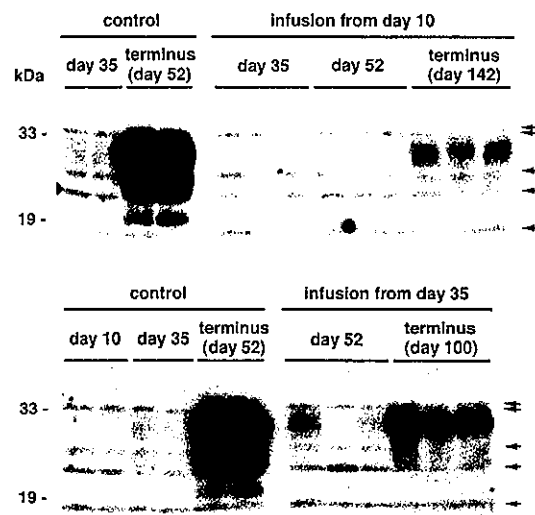 control infusion from day 10
kDa day 35 terminus (day 52) day 35 day 52 terminus (day 142)
33 -
19 -
control infusion from day 35
day 10 day 35 terminus (day 52) day 52 terminus (day 100)
33 -
19 -